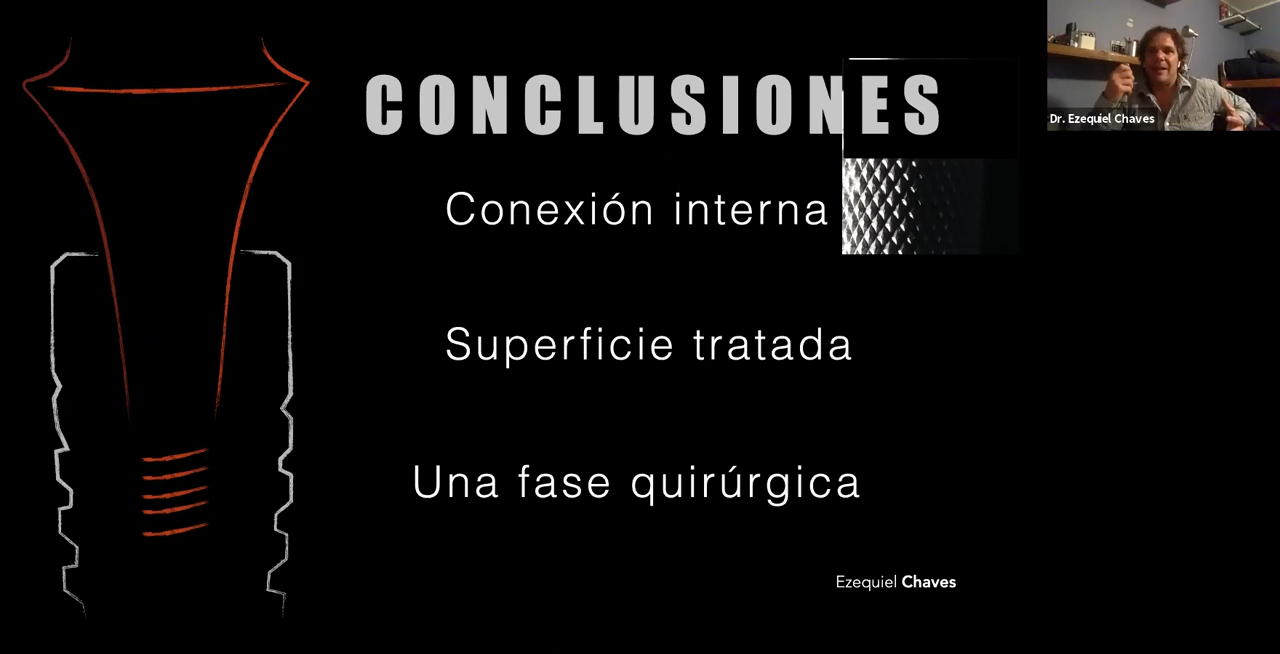 CONCLUSIONES
Dr. Ezequiel Chaves
Conexión interna
Superficie tratada
Una fase quirúrgica
Ezequiel Chaves